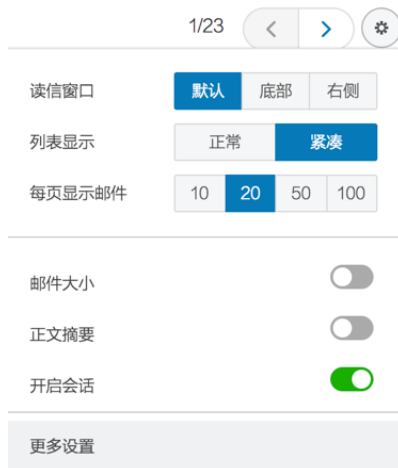 1/23
读信窗口 默认 底部 右侧
列表显示 正常 紧凑
每页显示邮件 10 20 50 100
邮件大小
正文摘要
开启会话
更多设置